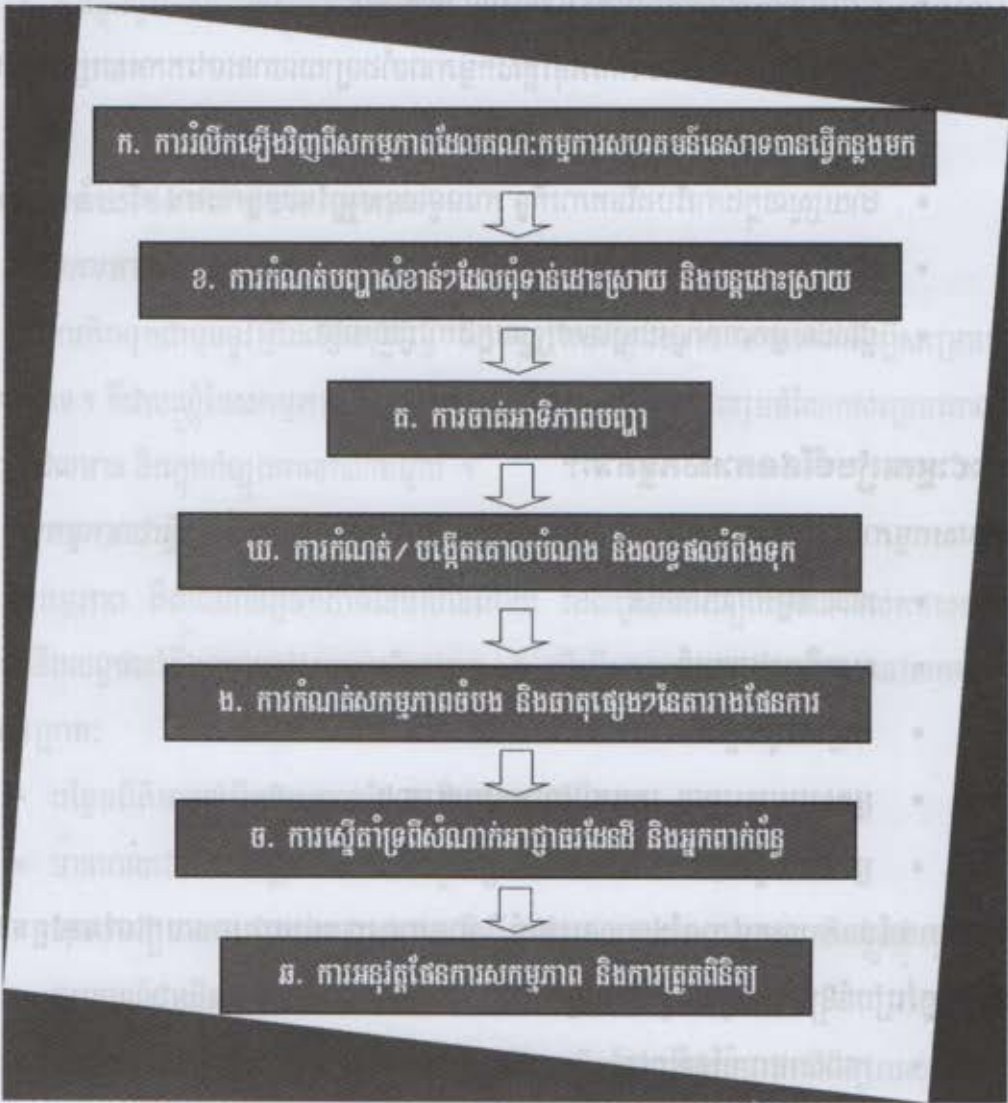 ក. ការរំលឹកឡើងវិញពីសកម្មភាពដែលគណៈកម្មការសហគមន៍នេសាទបានធ្វើកន្លងមក
ខ. ការកំណត់បញ្ហាសំខាន់ៗដែលពុំទាន់ដោះស្រាយ និងបន្តដោះស្រាយ
គ. ការចាត់អាទិភាពបញ្ហា
ឃ. ការកំណត់/ បង្កើតគោលបំណង និងលទ្ធផលរំពឹងទុក
ង. ការកំណត់សកម្មភាពចំបង និងធាតុផ្សេងៗនៃតារាងផែនការ
ច. ការស្នើគាំទ្រពីសំណាក់អាជ្ញាធរដែនដី និងអ្នកពាក់ព័ន្ធ
ឆ. ការអនុវត្តផែនការសកម្មភាព និងការត្រួតពិនិត្យ